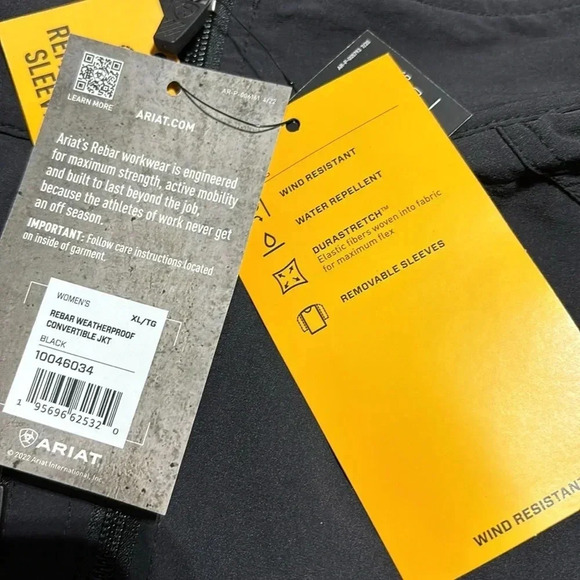 RE
SLEE
LEARN MORE
ARIAT.COM
Ariat's Rebar workwear is engineered
for maximum strength, active mobility
and built to last beyond the job,
because the athletes of work never get
an off season.
IMPORTANT: Follow care instructions located
on inside of garment.
WOMEN'S
XL/TG
REBAR WEATHERPROOF
CONVERTIBLE JKT
BLACK
10046034
1 95696 62532 0
ARIAT
© 2022 Ariat International, Inc.
WIND RESISTANT
WATER REPELLENT
DURASTRETCH™
Elastic fibers woven into fabric
for maximum flex
REMOVABLE SLEEVES
WIND RESISTANT